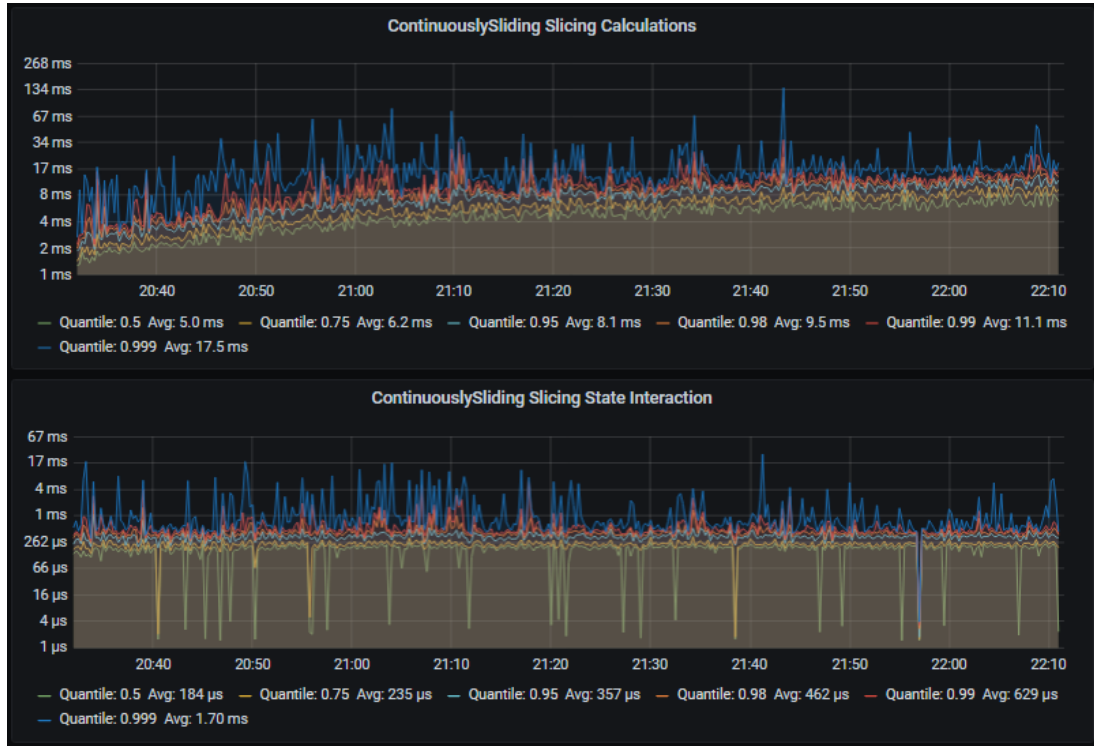 ContinuouslySliding Slicing Calculations
268 ms
134 ms
67 ms
34 ms
17 ms
8 ms
4 ms
2 ms
1 ms
20:40 20:50 21:00 21:10 21:20 21:30 21:40 21:50 22:00 22:10
Quantile: 0.5 Avg: 5.0 ms Quantile: 0.75 Avg: 6.2 ms Quantile: 0.95 Avg: 8.1 ms Quantile: 0.98 Avg: 9.5 ms Quantile: 0.99 Avg: 11.1 ms
Quantile: 0.999 Avg: 17.5 ms
ContinuouslySliding Slicing State Interaction
67 ms
17 ms
4 ms
1 ms
262 µs
66 µs
16 µs
4 µs
1 µs
20:40 20:50 21:00 21:10 21:20 21:30 21:40 21:50 22:00 22:10
Quantile: 0.5 Avg: 184 µs Quantile: 0.75 Avg: 235 µs Quantile: 0.95 Avg: 357 µs Quantile: 0.98 Avg: 462 µs Quantile: 0.99 Avg: 629 µs
Quantile: 0.999 Avg: 1.70 ms